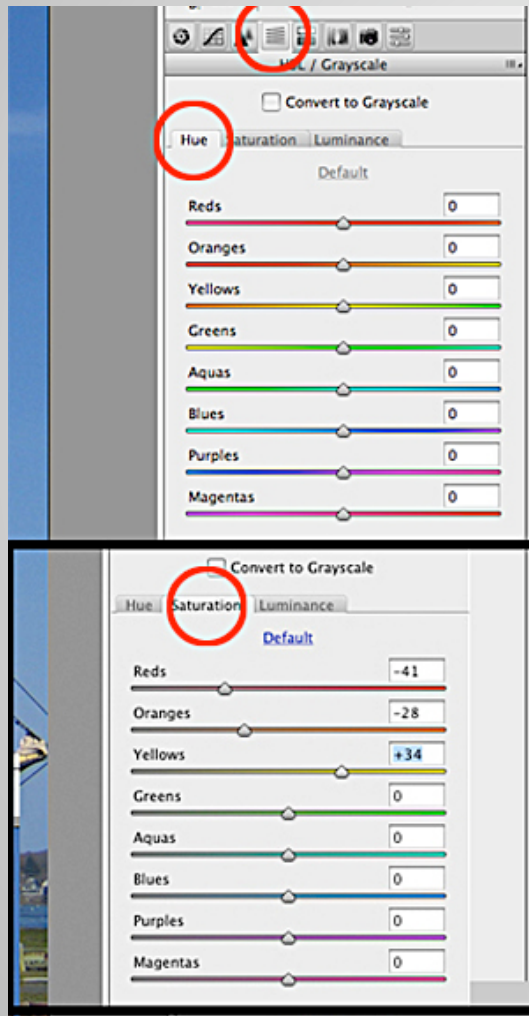 HSL / Grayscale
Convert to Grayscale
Hue Saturation Luminance
Default
Reds 0
Oranges 0
Yellows 0
Greens 0
Aquas 0
Blues 0
Purples 0
Magentas 0
Convert to Grayscale
Hue Saturation Luminance
Default
Reds -41
Oranges -28
Yellows +34
Greens 0
Aquas 0
Blues 0
Purples 0
Magentas 0